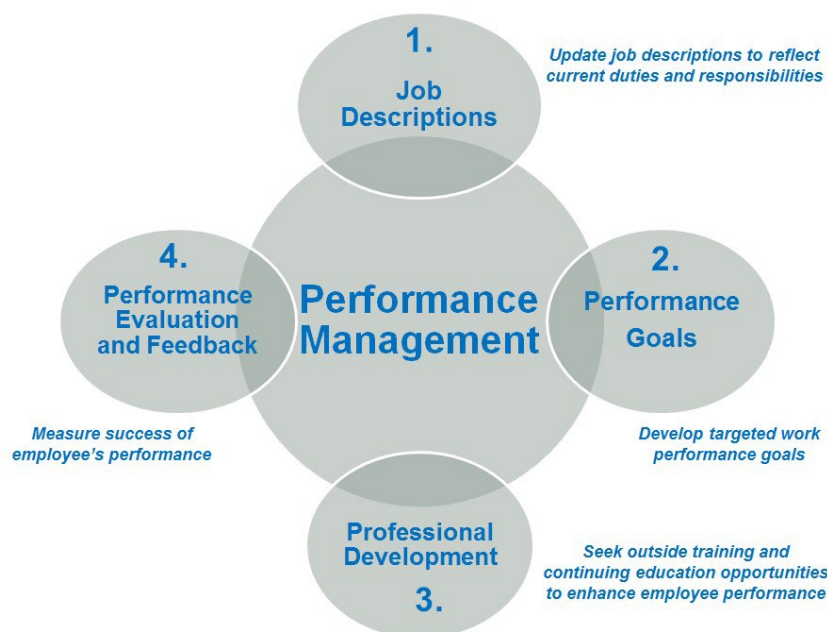 1.
Job
Descriptions
Update job descriptions to reflect
current duties and responsibilities
Performance
Management
2.
Performance
Goals
Develop targeted work
performance goals
Professional
Development
3.
Seek outside training and
continuing education opportunities
to enhance employee performance
4.
Performance
Evaluation
and Feedback
Measure success of
employee’s performance